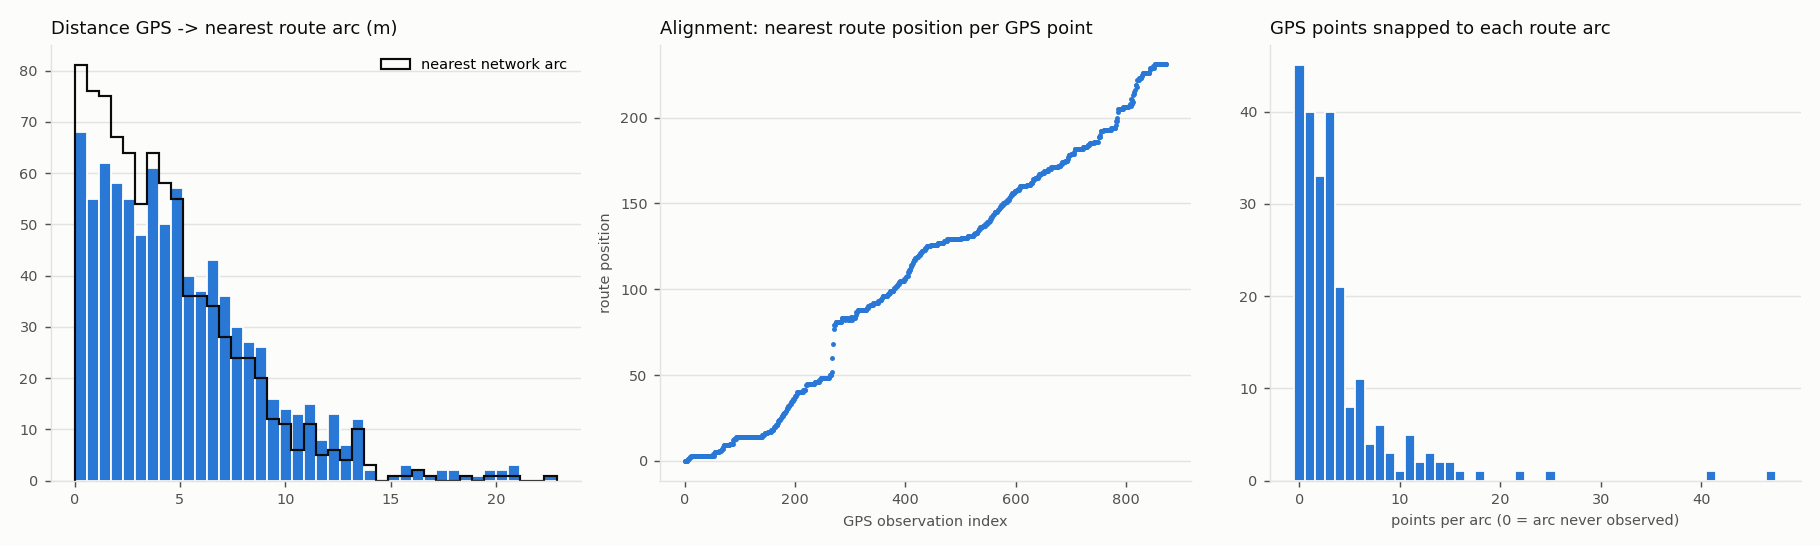 Distance GPS -> nearest route arc (m)
nearest network arc
80
70
60
50
40
30
20
10
0
0 5 10 15 20
Alignment: nearest route position per GPS point
route position
200
150
100
50
0
0 200 400 600 800
GPS observation index
GPS points snapped to each route arc
40
30
20
10
0
0 10 20 30 40
points per arc (0 = arc never observed)